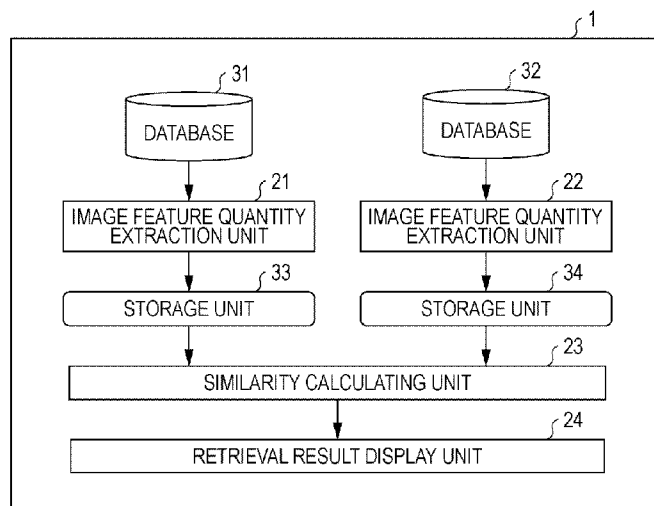 1
31
32
DATABASE
DATABASE
21
22
IMAGE FEATURE QUANTITY
EXTRACTION UNIT
IMAGE FEATURE QUANTITY
EXTRACTION UNIT
33
34
STORAGE UNIT
STORAGE UNIT
23
SIMILARITY CALCULATING UNIT
24
RETRIEVAL RESULT DISPLAY UNIT